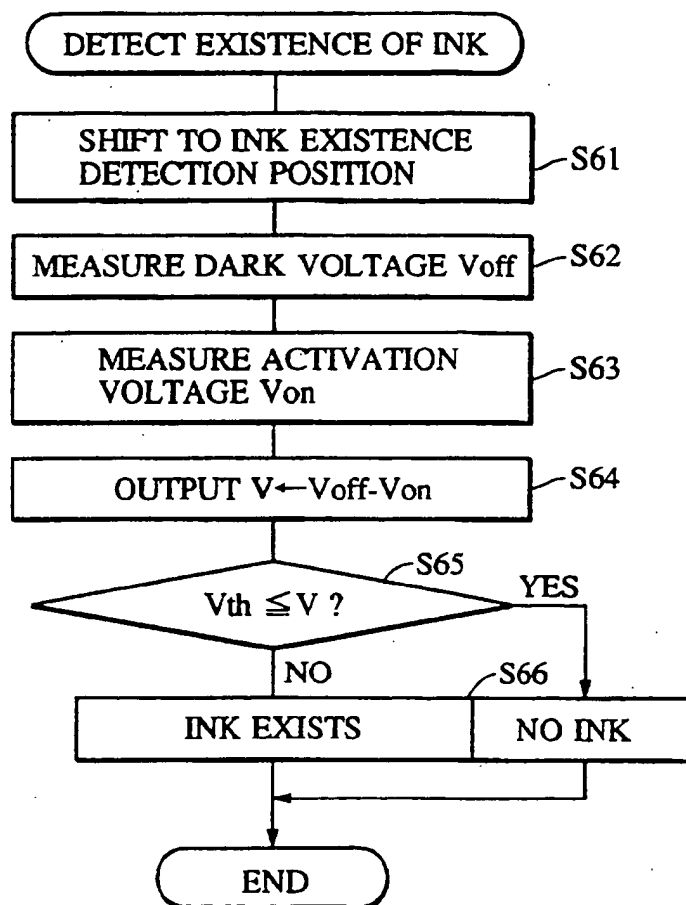 DETECT EXISTENCE OF INK
SHIFT TO INK EXISTENCE
DETECTION POSITION
S61
MEASURE DARK VOLTAGE Voff
S62
MEASURE ACTIVATION
VOLTAGE Von
S63
OUTPUT V←Voff-Von
S64
S65
Vth ≦ V ?
YES
NO
S66
INK EXISTS
NO INK
END